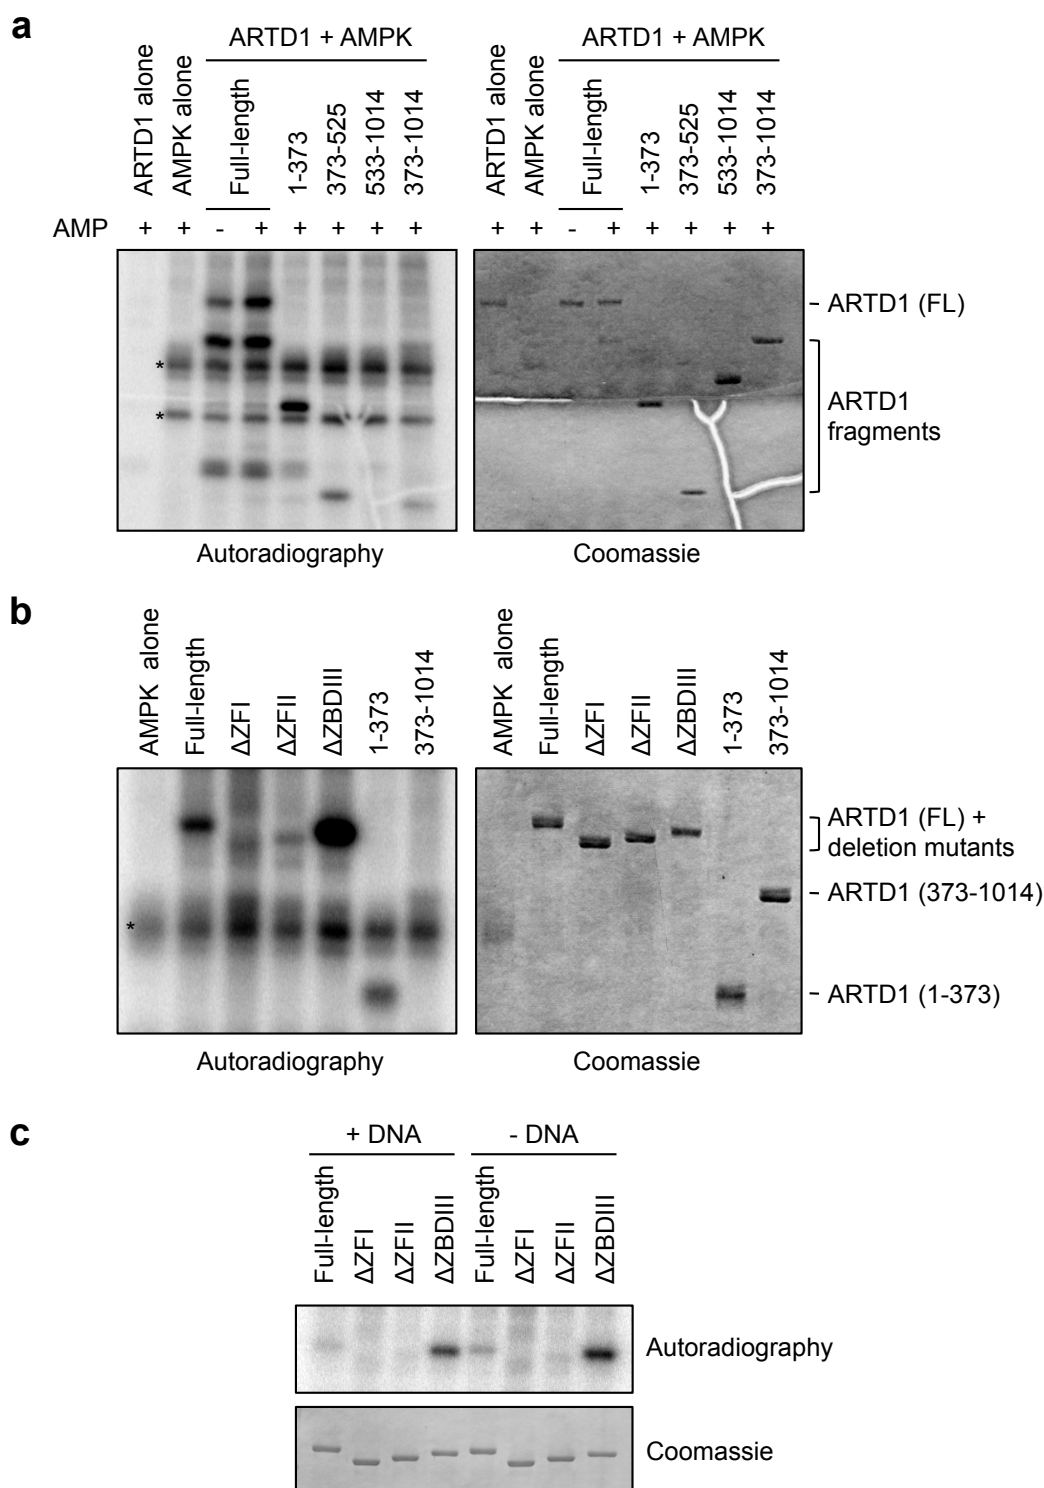 a
ARTD1 + AMPK
ARTD1 + AMPK
ARTD1 alone
AMPK alone
Full-length
1-373
373-525
533-1014
373-1014
ARTD1 alone
AMPK alone
Full-length
1-373
373-525
533-1014
373-1014
AMP + + - + + + + + + + - + + + + +
*
*
ARTD1 (FL)
ARTD1
fragments
Autoradiography
Coomassie
b
AMPK alone
Full-length
ΔZFI
ΔZFII
ΔZBDIII
1-373
373-1014
AMPK alone
Full-length
ΔZFI
ΔZFII
ΔZBDIII
1-373
373-1014
*
ARTD1 (FL) +
deletion mutants
ARTD1 (373-1014)
ARTD1 (1-373)
Autoradiography
Coomassie
c
+ DNA
- DNA
Full-length
ΔZFI
ΔZFII
ΔZBDIII
Full-length
ΔZFI
ΔZFII
ΔZBDIII
Autoradiography
Coomassie